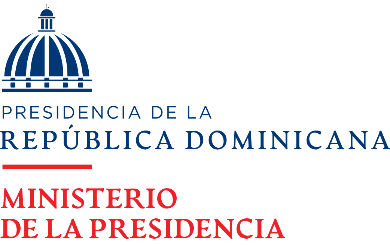 PRESIDENCIA DE LA
REPÚBLICA DOMINICANA
MINISTERIO
DE LA PRESIDENCIA